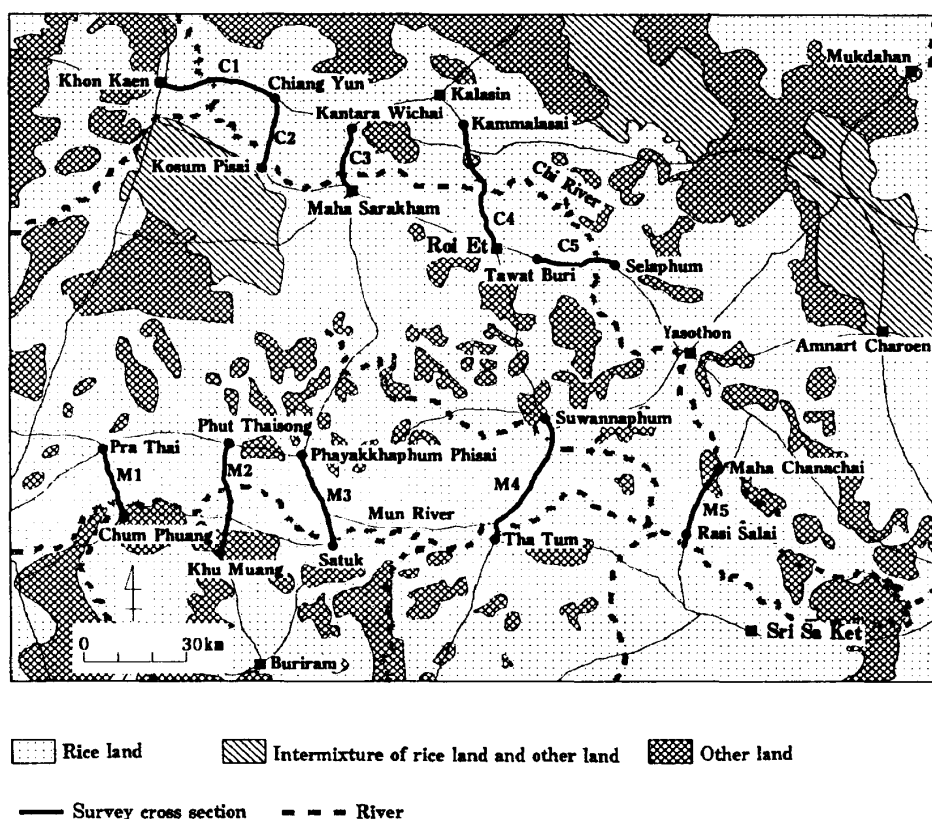 Mukdahan
C1
Khon Kaen
Chiang Yun
Kalasin
Kantara Wichai
Kammalasai
C2
C3
Kosum Pisai
Chi River
Maha Sarakham
C4
Roi Et
C5
Tawat Buri
Selaphum
Yasothon
Amnart Charoen
Suwannaphum
Phut Thaisong
Pra Thai
Phayakkhaphum Phisai
Maha Chanachai
M1
M2
M3
M4
M5
Mun River
Chum Phuang
Rasi Salai
Tha Tum
Satuk
Khu Muang
Sri Sa Ket
0 30km
Buriram
Rice land
Intermixture of rice land and other land
Other land
Survey cross section
River